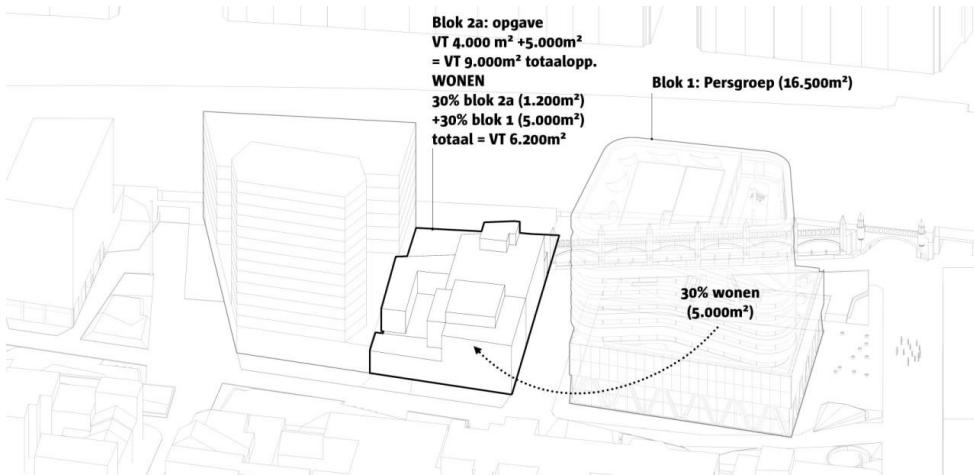 Blok 2a: opgave
VT 4.000 m² +5.000m²
= VT 9.000m² totaalopp.
WONEN
30% blok 2a (1.200m²)
+30% blok 1 (5.000m²)
totaal = VT 6.200m²
Blok 1: Persgroep (16.500m²)
30% wonen
(5.000m²)